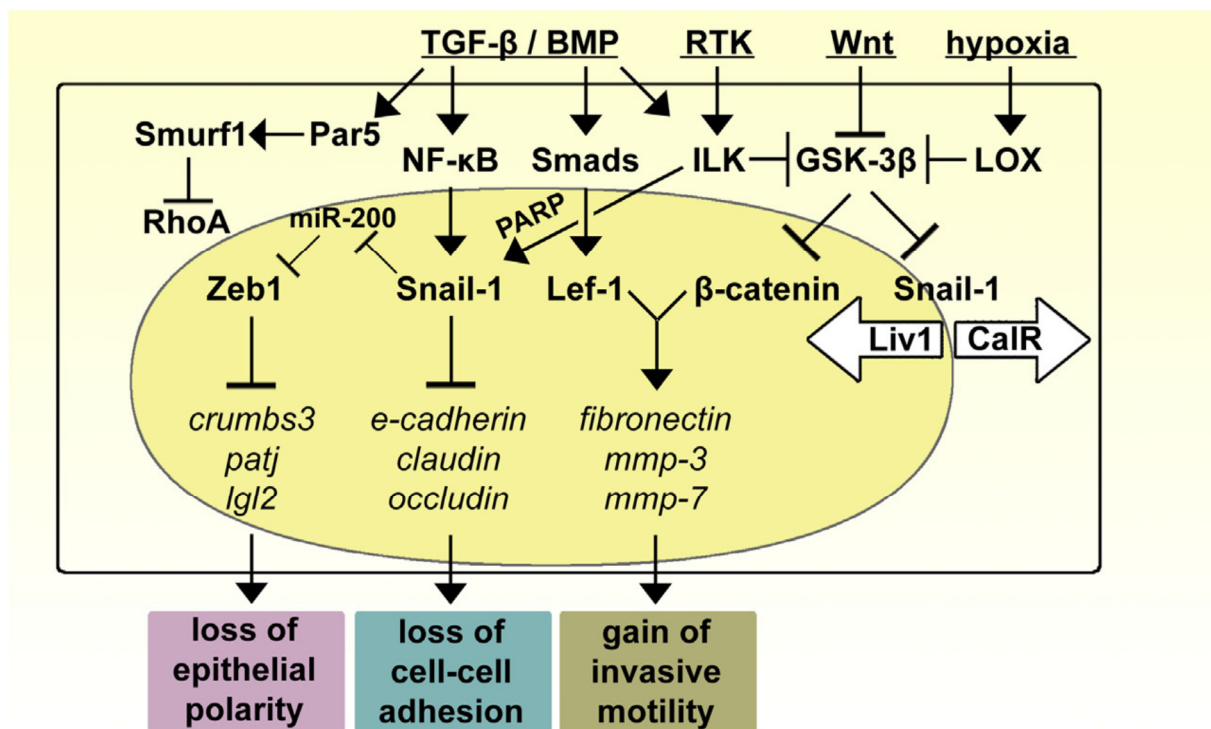 TGF-β / BMP RTK Wnt hypoxia
Smurf1 Par5
NF-κB Smads ILK GSK-3β LOX
RhoA miR-200 PARP
Zeb1 Snail-1 Lef-1 β-catenin Snail-1
Liv1 CalR
crumbs3 e-cadherin fibronectin
patj claudin mmp-3
lgl2 occludin mmp-7
loss of
epithelial
polarity
loss of
cell-cell
adhesion
gain of
invasive
motility